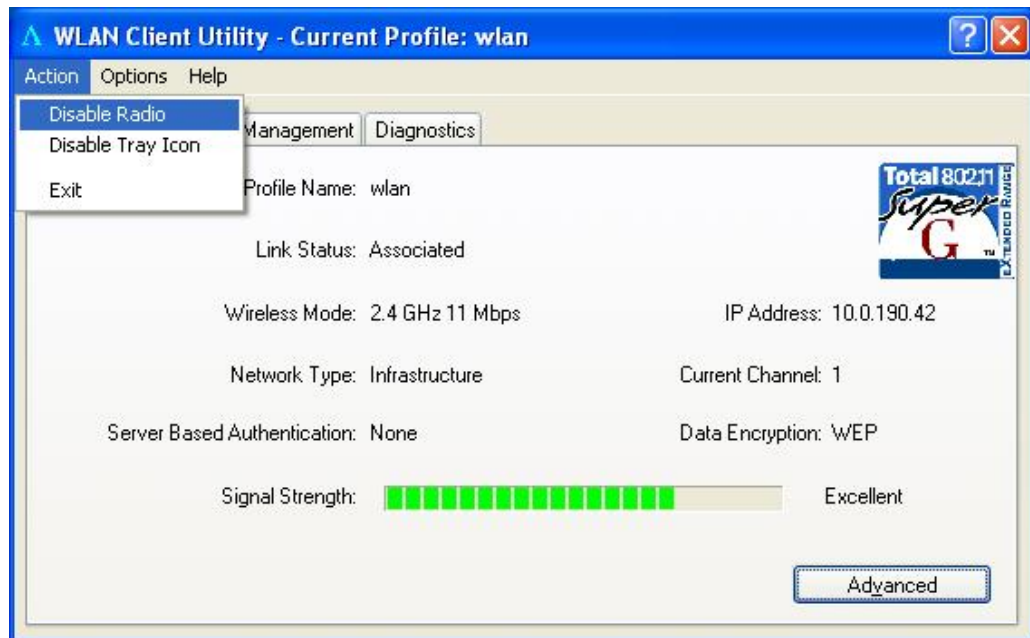 WLAN Client Utility - Current Profile: wlan
Action Options Help
Disable Radio
Disable Tray Icon
Exit
Management Diagnostics
Profile Name: wlan
Link Status: Associated
Wireless Mode: 2.4 GHz 11 Mbps
IP Address: 10.0.190.42
Network Type: Infrastructure
Current Channel: 1
Server Based Authentication: None
Data Encryption: WEP
Signal Strength: Excellent
Total 802.11
Super
G ™
EXTENDED RANGE
Advanced